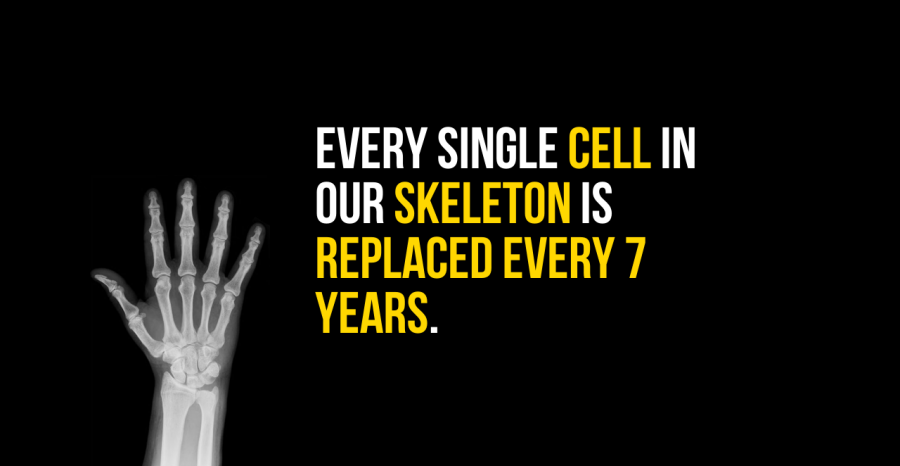 EVERY SINGLE CELL IN
OUR SKELETON IS
REPLACED EVERY 7
YEARS.